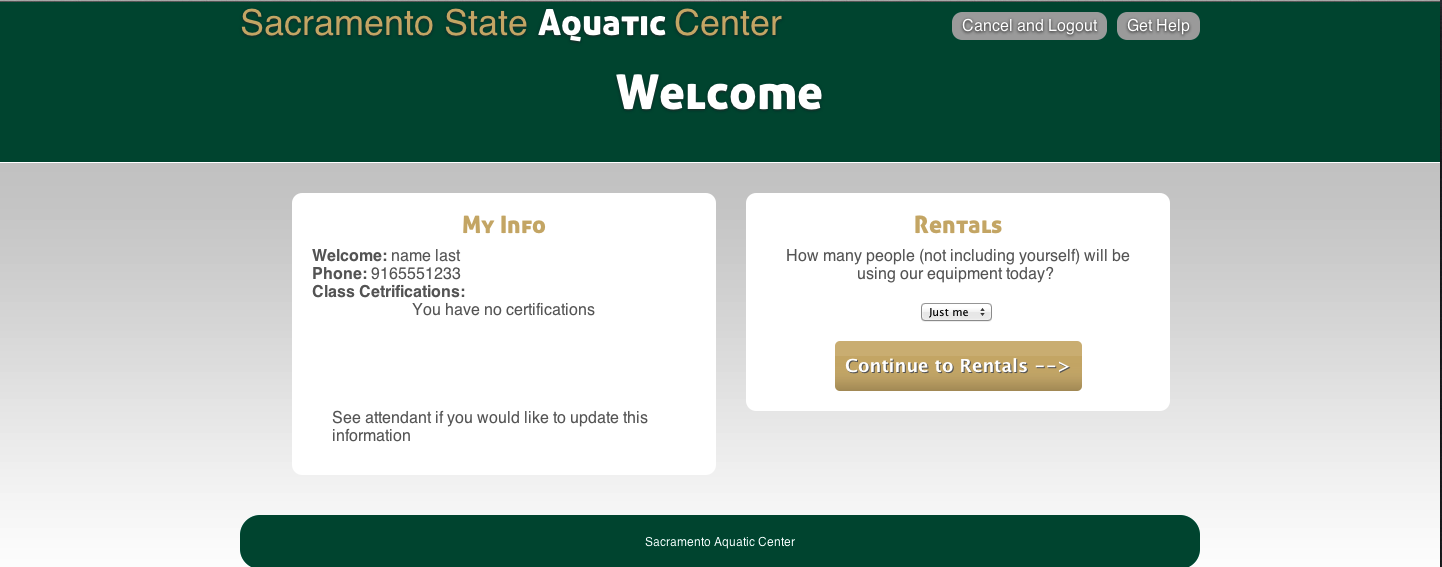 Sacramento State Aquatic Center
Cancel and Logout
Get Help
Welcome
My Info
Welcome: name last
Phone: 9165551233
Class Cetrifications:
You have no certifications
See attendant if you would like to update this
information
Rentals
How many people (not including yourself) will be
using our equipment today?
Just me
Continue to Rentals -->
Sacramento Aquatic Center